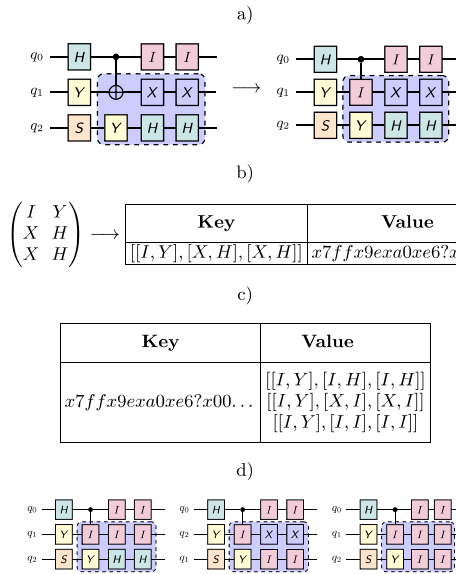 a)
q₀ H I I
q₁ Y X X
q₂ S Y H H
→
q₀ H I I
q₁ Y I X X
q₂ S Y H H
b)
I Y
X H
X H
→
Key Value
[[I, Y], [X, H], [X, H]] x7ffx9exa0xe6?x
c)
Key Value
x7ffx9exa0xe6?x00...
[[I, Y], [I, H], [I, H]]
[[I, Y], [X, I], [X, I]]
[[I, Y], [I, I], [I, I]]
d)
q₀ H I I
q₁ Y I I I
q₂ S Y H H
q₀ H I I
q₁ Y I X X
q₂ S Y I I
q₀ H I I
q₁ Y I I I
q₂ S Y I I